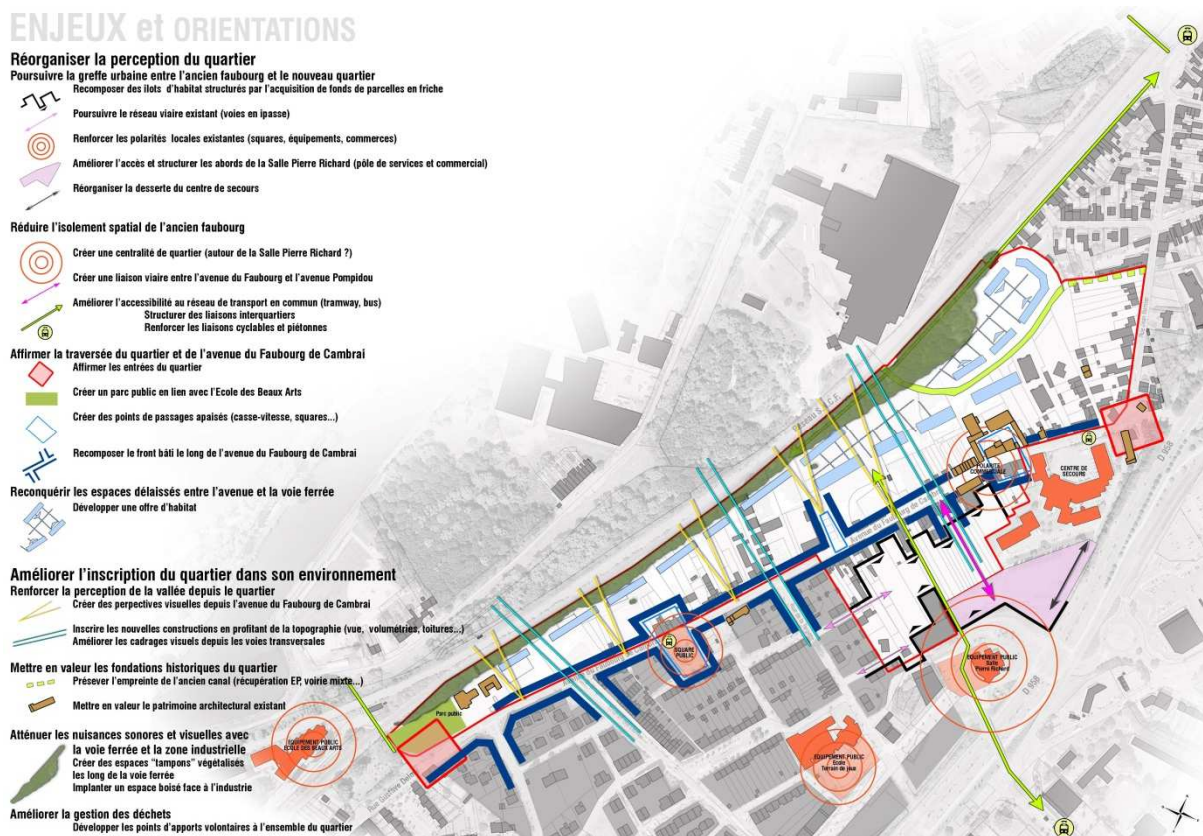 ENJEUX et ORIENTATIONS
Réorganiser la perception du quartier
Poursuivre la greffe urbaine entre l'ancien faubourg et le nouveau quartier
Recomposer des ilots d'habitat structurés par l'acquisition de fonds de parcelles en friche
Poursuivre le réseau viaire existant (voies en ipasse)
Renforcer les polarités locales existantes (squares, équipements, commerces)
Améliorer l'accès et structurer les abords de la Salle Pierre Richard (pôle de services et commercial)
Réorganiser la desserte du centre de secours
Réduire l'isolement spatial de l'ancien faubourg
Créer une centralité de quartier (autour de la Salle Pierre Richard ?)
Créer une liaison viaire entre l'avenue du Faubourg et l'avenue Pompidou
Améliorer l'accessibilité au réseau de transport en commun (tramway, bus)
Structurer des liaisons interquartiers
Renforcer les liaisons cyclables et piétonnes
Affirmer la traversée du quartier et de l'avenue du Faubourg de Cambrai
Affirmer les entrées du quartier
Créer un parc public en lien avec l'Ecole des Beaux Arts
Créer des points de passages apaisés (casse-vitesse, squares...)
Recomposer le front bâti le long de l'avenue du Faubourg de Cambrai
Reconquérir les espaces délaissés entre l'avenue et la voie ferrée
Développer une offre d'habitat
Améliorer l'inscription du quartier dans son environnement
Renforcer la perception de la vallée depuis le quartier
Créer des perpectives visuelles depuis l'avenue du Faubourg de Cambrai
Inscrire les nouvelles constructions en profitant de la topographie (vue, volumétries, toitures...)
Améliorer les cadrages visuels depuis les voies transversales
Mettre en valeur les fondations historiques du quartier
Présever l'empreinte de l'ancien canal (récupération EP, voirie mixte...)
Mettre en valeur le patrimoine architectural existant
Atténuer les nuisances sonores et visuelles avec
la voie ferrée et la zone industrielle
Créer des espaces "tampons" végétalisés
les long de la voie ferrée
Implanter un espace boisé face à l'industrie
Améliorer la gestion des déchets
Développer les points d'apports volontaires à l'ensemble du quartier
S.N.C.F.
D 958
POLARITÉ
COMMERCIALE
CENTRE DE
SECOURS
Avenue du Faubourg de Cambrai
SQUARE
PUBLIC
EQUIPEMENT PUBLIC
Salle
Pierre Richard
D 958
Parc public
EQUIPEMENT PUBLIC
ECOLE DES BEAUX ARTS
EQUIPEMENT PUBLIC
Ecole
Terrain de jeux